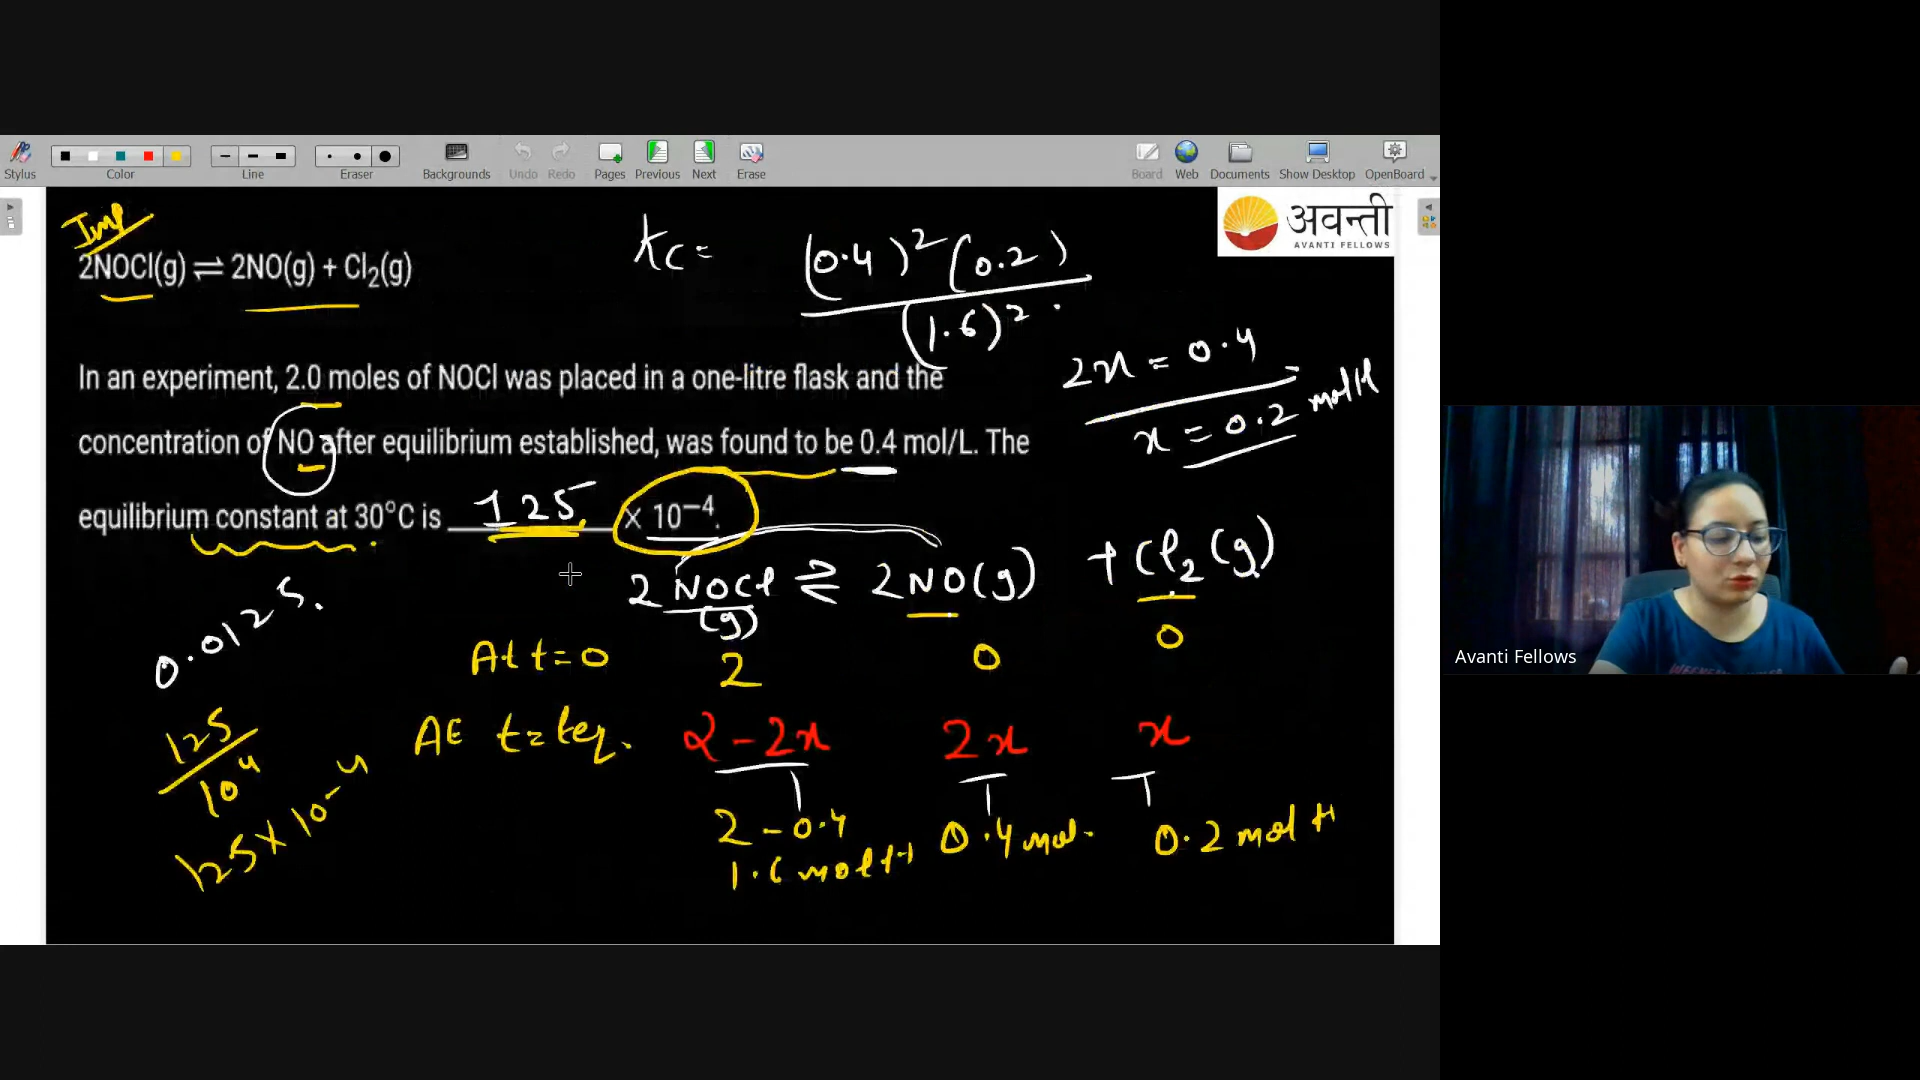 Stylus
Color
Line
Eraser
Backgrounds
Undo
Redo
Pages
Previous
Next
Erase
Board
Web
Documents
Show Desktop
OpenBoard
Imp
2NOCl(g) ⇌ 2NO(g) + Cl₂(g)
Kc = (0.4)² (0.2) / (1.6)²
अवन्ती
AVANTI FELLOWS
2x = 0.4
x = 0.2 mol/l
In an experiment, 2.0 moles of NOCl was placed in a one-litre flask and the
concentration of NO after equilibrium established, was found to be 0.4 mol/L. The
equilibrium constant at 30°C is 125 × 10⁻⁴.
2 NOCl (g) ⇌ 2NO(g) + Cl₂(g)
0.0125.
At t=0 2 0 0
125 / 10⁴
At t=teq. 2-2x 2x x
125 x 10⁻⁴
2-0.4 0.4 mol. 0.2 mol
1.6 mol
Avanti Fellows